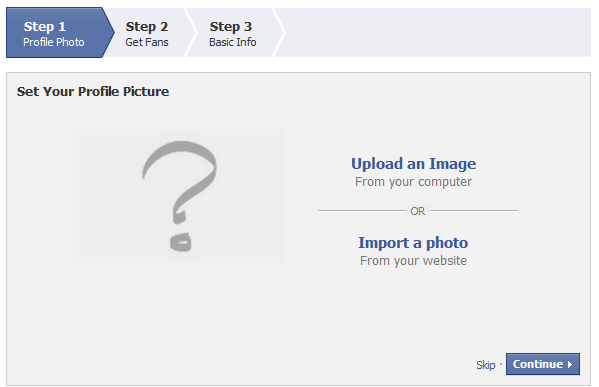 Step 1
Profile Photo
Step 2
Get Fans
Step 3
Basic Info
Set Your Profile Picture
?
Upload an Image
From your computer
OR
Import a photo
From your website
Skip · Continue